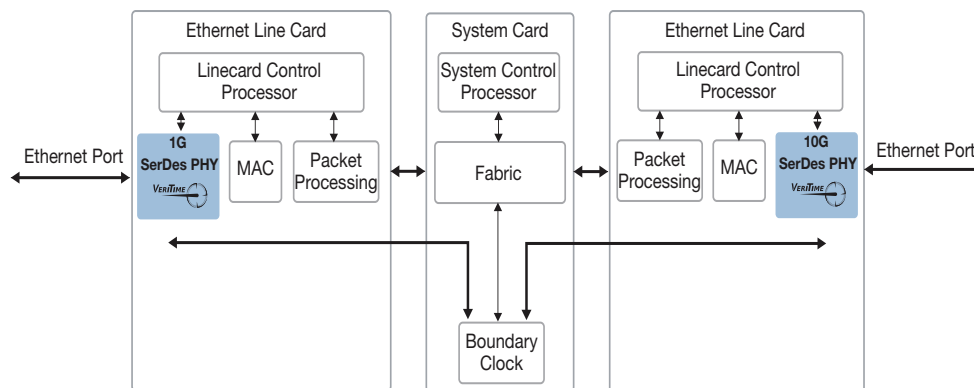 Ethernet Line Card
System Card
Ethernet Line Card
Linecard Control
Processor
System Control
Processor
Linecard Control
Processor
Ethernet Port
1G
SerDes PHY
VERITIME
MAC
Packet
Processing
Fabric
Packet
Processing
MAC
10G
SerDes PHY
VERITIME
Ethernet Port
Boundary
Clock